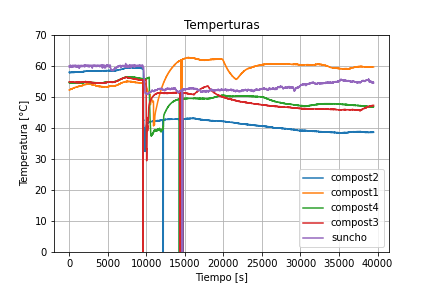 Temperturas
Temperatura [°C]
70
60
50
40
30
20
10
0
compost2
compost1
compost4
compost3
suncho
0 5000 10000 15000 20000 25000 30000 35000 40000
Tiempo [s]